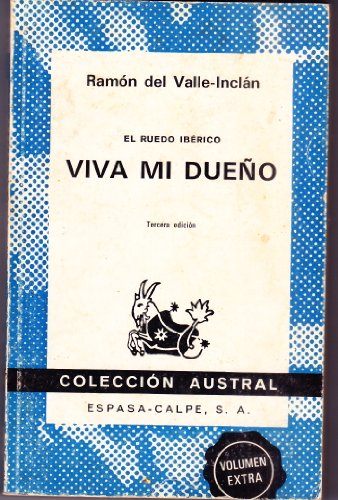 Ramón del Valle-Inclán
EL RUEDO IBÉRICO
VIVA MI DUEÑO
Tercera edición
COLECCIÓN AUSTRAL
ESPASA-CALPE, S. A.
VOLUMEN
EXTRA